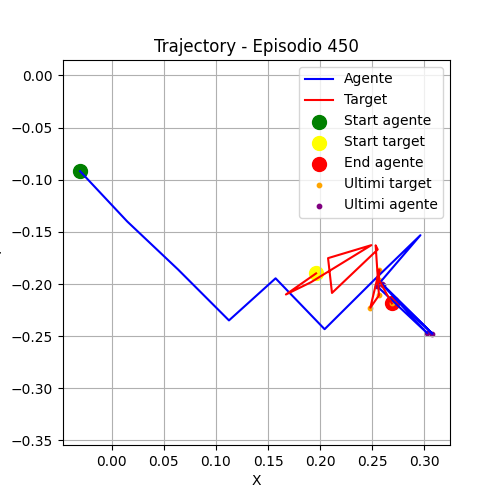 Trajectory - Episodio 450
0.00
−0.05
−0.10
−0.15
−0.20
−0.25
−0.30
−0.35
Agente
Target
Start agente
Start target
End agente
Ultimi target
Ultimi agente
0.00 0.05 0.10 0.15 0.20 0.25 0.30
X